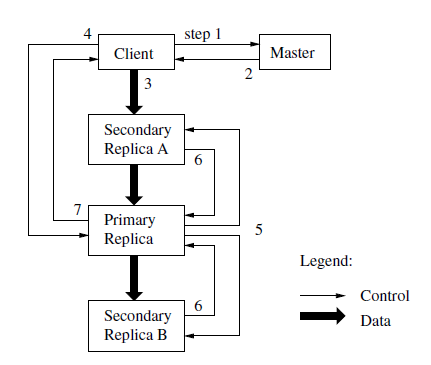 4
step 1
Client
Master
2
3
Secondary
Replica A
6
7
Primary
Replica
5
Legend:
6
Control
Secondary
Replica B
Data